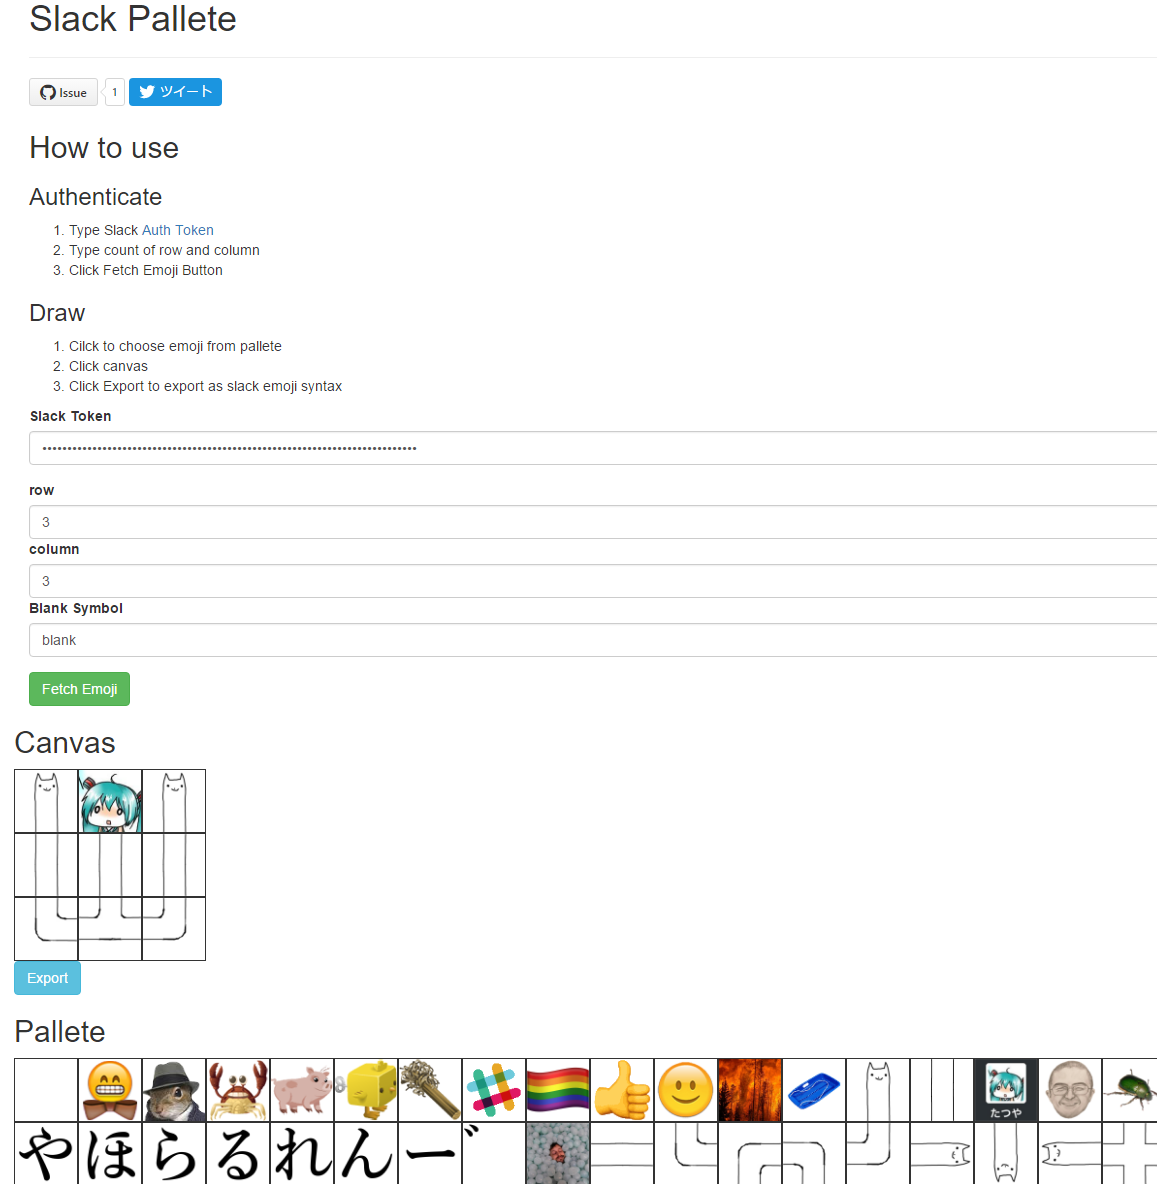 Slack Pallete
Issue 1 ツイート
How to use
Authenticate
1. Type Slack Auth Token
2. Type count of row and column
3. Click Fetch Emoji Button
Draw
1. Cilck to choose emoji from pallete
2. Click canvas
3. Click Export to export as slack emoji syntax
Slack Token
row
3
column
3
Blank Symbol
blank
Fetch Emoji
Canvas
Export
Pallete
たつや
や ほ ら る れ ん ー ゛